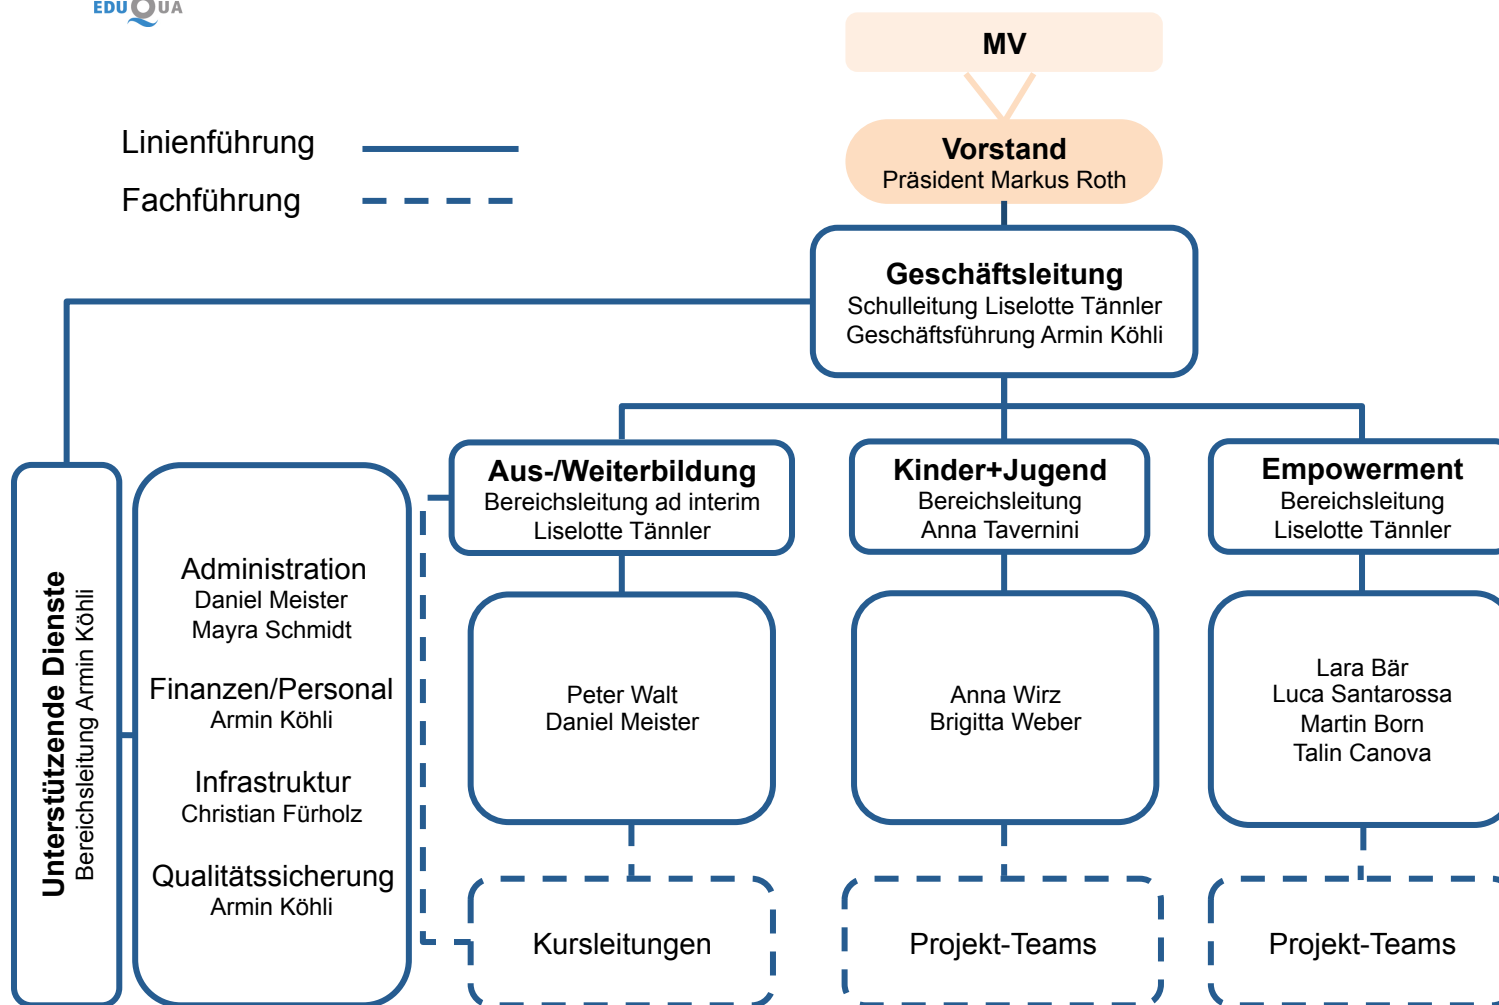 EDUQUA
MV
Linienführung
Fachführung
Vorstand
Präsident Markus Roth
Geschäftsleitung
Schulleitung Liselotte Tännler
Geschäftsführung Armin Köhli
Unterstützende Dienste
Bereichsleitung Armin Köhli
Administration
Daniel Meister
Mayra Schmidt
Finanzen/Personal
Armin Köhli
Infrastruktur
Christian Fürholz
Qualitätssicherung
Armin Köhli
Aus-/Weiterbildung
Bereichsleitung ad interim
Liselotte Tännler
Peter Walt
Daniel Meister
Kursleitungen
Kinder+Jugend
Bereichsleitung
Anna Tavernini
Anna Wirz
Brigitta Weber
Projekt-Teams
Empowerment
Bereichsleitung
Liselotte Tännler
Lara Bär
Luca Santarossa
Martin Born
Talin Canova
Projekt-Teams